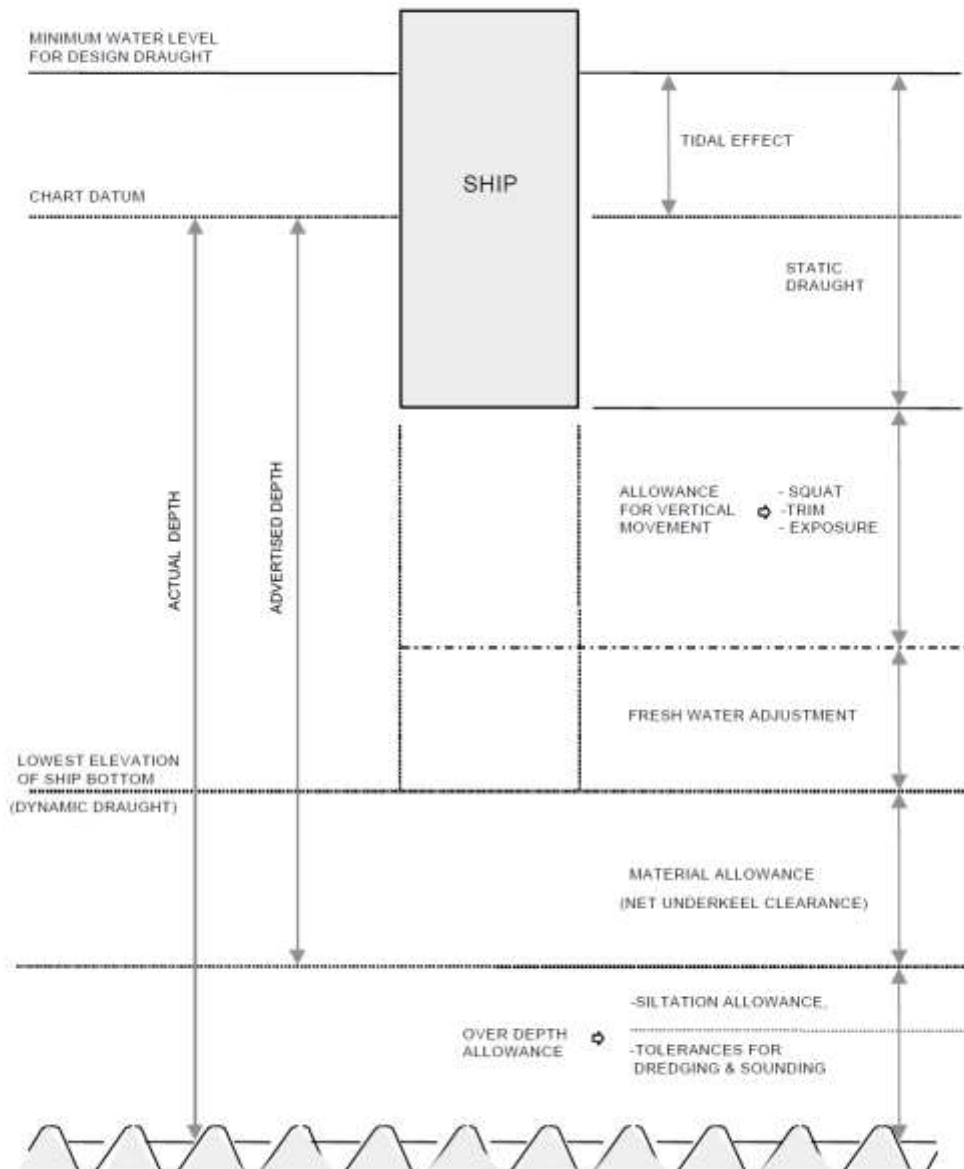 MINIMUM WATER LEVEL
FOR DESIGN DRAUGHT
TIDAL EFFECT
SHIP
CHART DATUM
STATIC
DRAUGHT
ACTUAL DEPTH
ADVERTISED DEPTH
ALLOWANCE
FOR VERTICAL
MOVEMENT
- SQUAT
-TRIM
- EXPOSURE
FRESH WATER ADJUSTMENT
LOWEST ELEVATION
OF SHIP BOTTOM
(DYNAMIC DRAUGHT)
MATERIAL ALLOWANCE
(NET UNDERKEEL CLEARANCE)
OVER DEPTH
ALLOWANCE
-SILTATION ALLOWANCE,
-TOLERANCES FOR
DREDGING & SOUNDING